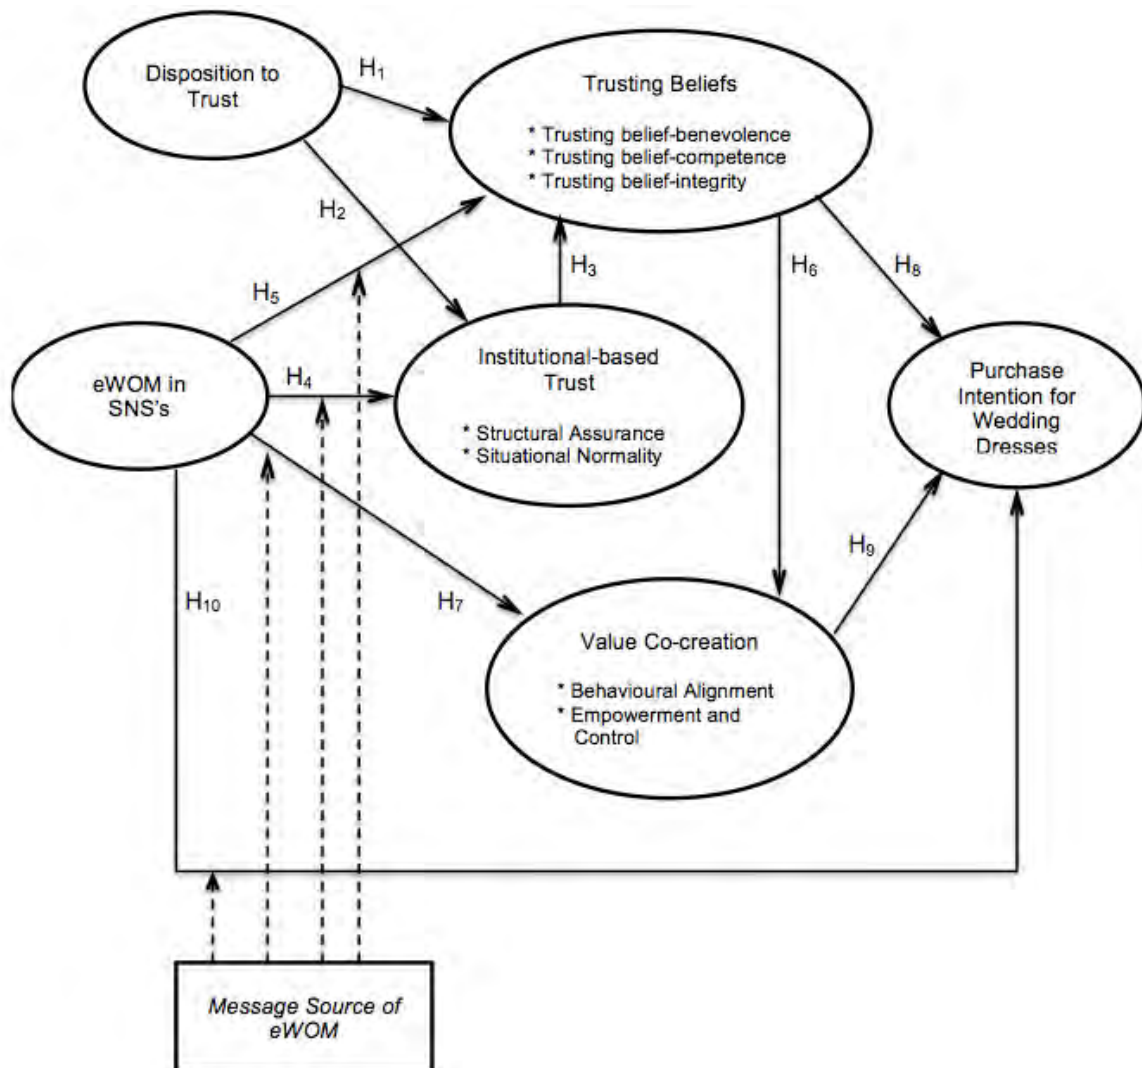 Disposition to
Trust
H1
Trusting Beliefs
* Trusting belief-benevolence
* Trusting belief-competence
* Trusting belief-integrity
H2
H3
H6
H8
H5
eWOM in
SNS's
H4
Institutional-based
Trust
* Structural Assurance
* Situational Normality
Purchase
Intention for
Wedding
Dresses
H9
H10
H7
Value Co-creation
* Behavioural Alignment
* Empowerment and
Control
Message Source of
eWOM